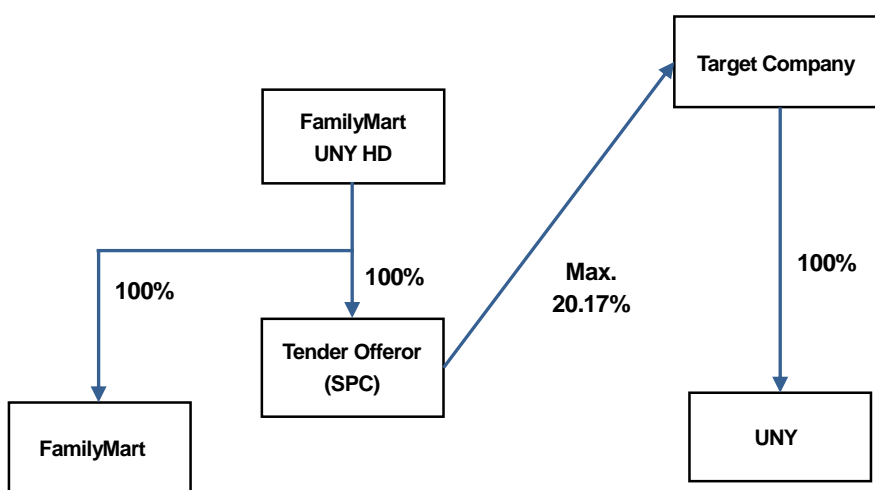 Target Company
FamilyMart
UNY HD
100%
100%
Max.
20.17%
100%
Tender Offeror
(SPC)
FamilyMart
UNY